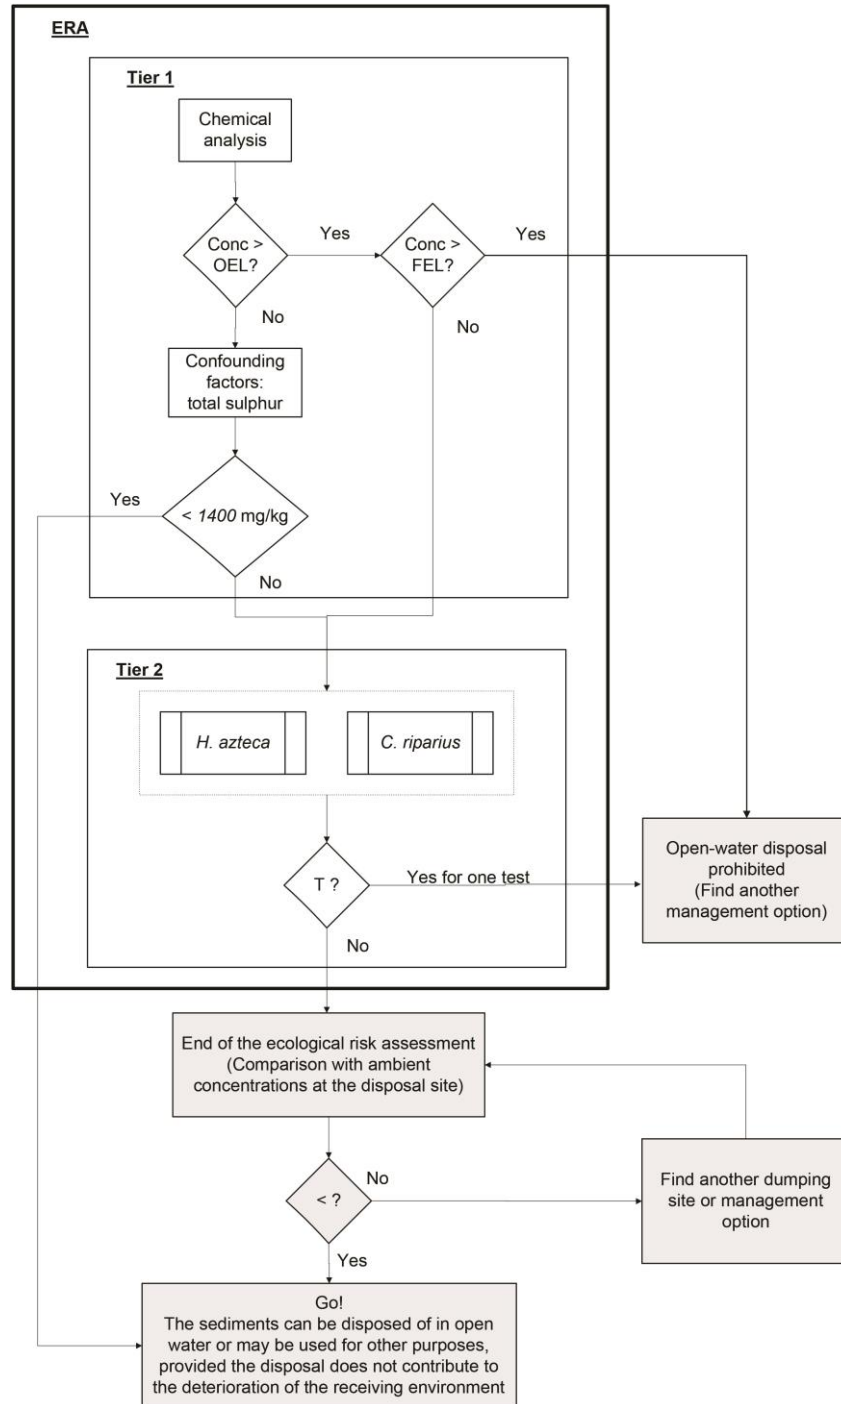 ERA
Tier 1
Chemical
analysis
Conc >
OEL?
Yes
Conc >
FEL?
Yes
No
No
Confounding
factors:
total sulphur
Yes
< 1400 mg/kg
No
Tier 2
H. azteca
C. riparius
T ?
Yes for one test
No
Open-water disposal
prohibited
(Find another
management option)
End of the ecological risk assessment
(Comparison with ambient
concentrations at the disposal site)
< ?
No
Find another dumping
site or management
option
Yes
Go!
The sediments can be disposed of in open
water or may be used for other purposes,
provided the disposal does not contribute to
the deterioration of the receiving environment